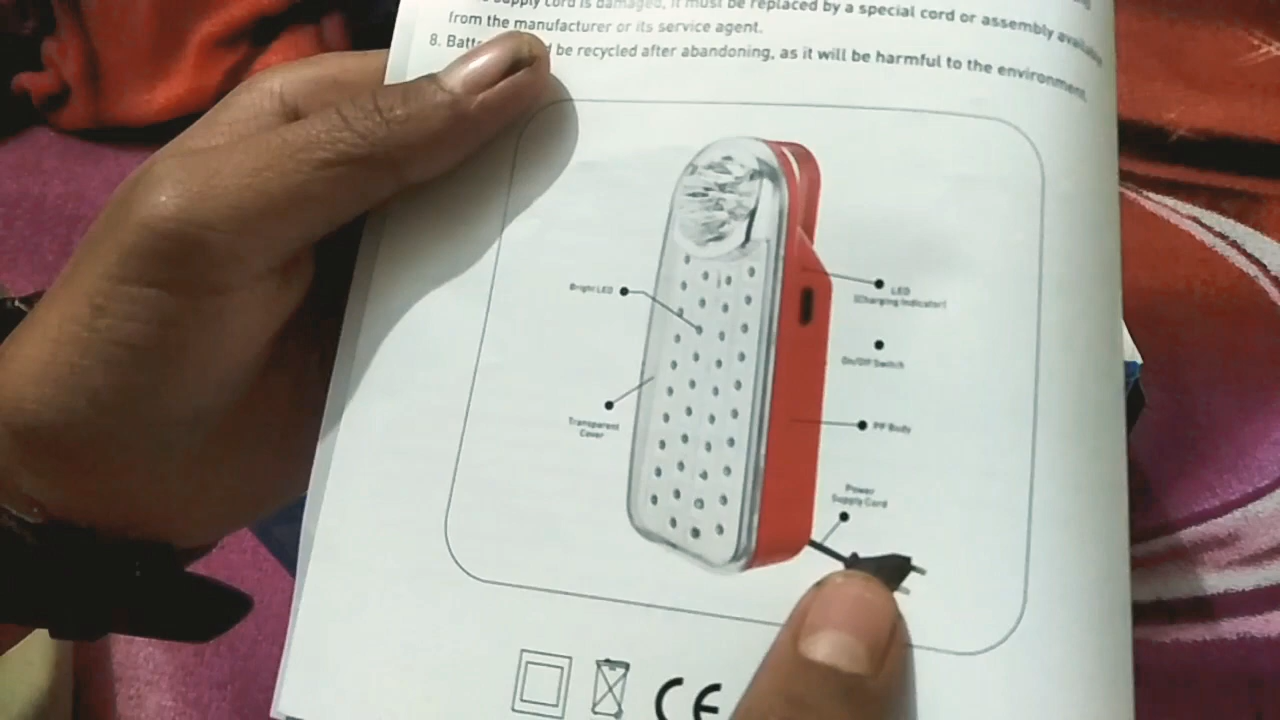 supply cord is damaged, it must be replaced by a special cord or assembly available
from the manufacturer or its service agent.
8. be recycled after abandoning, as it will be harmful to the environment.
Bright LED
LED
(Charging Indicator)
On/Off Switch
Transparent
Cover
PP Body
Power
Supply Cord
CE